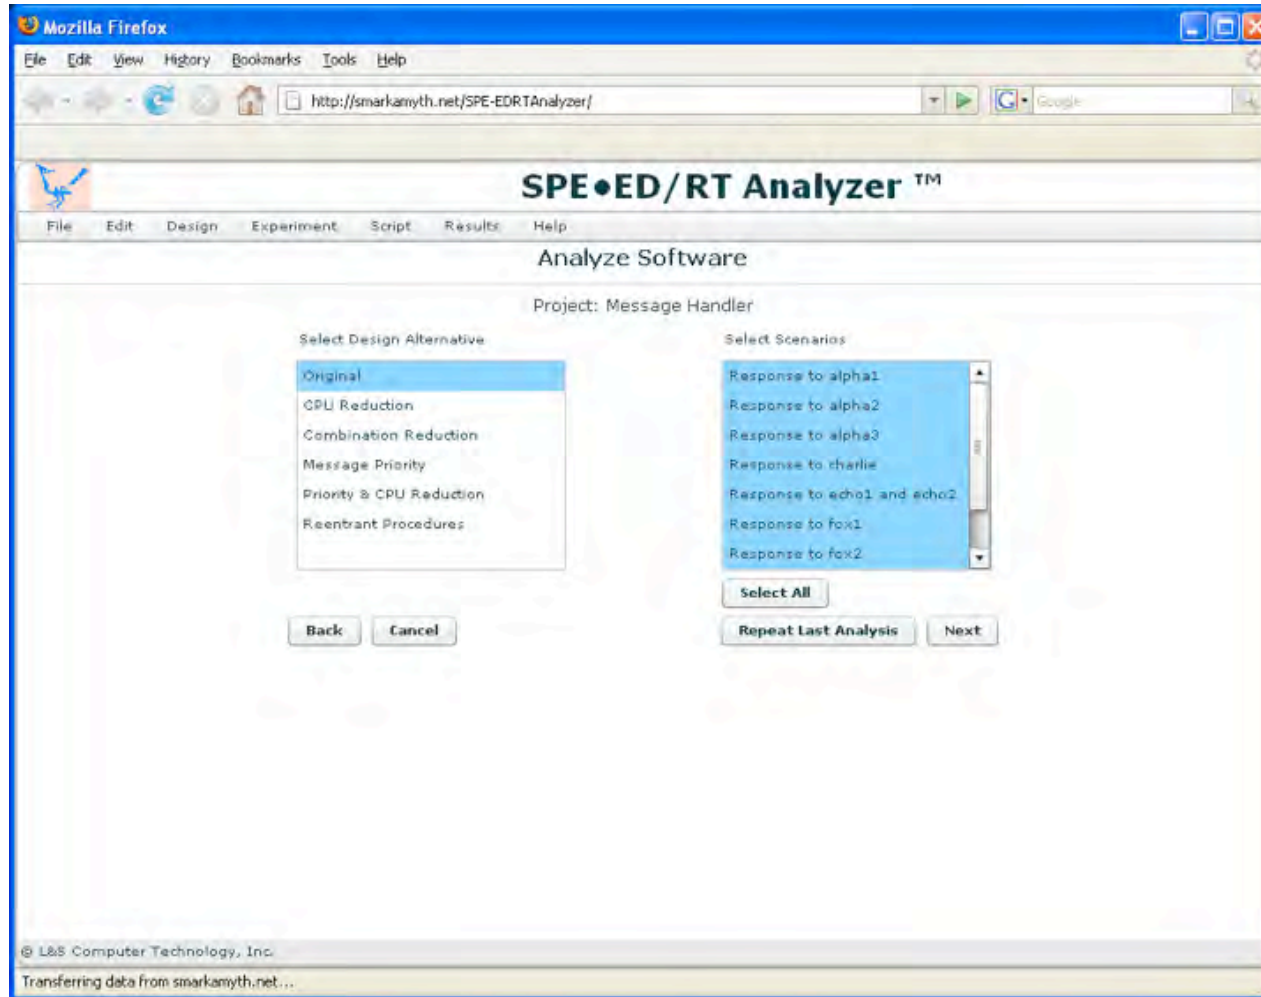 Mozilla Firefox
File Edit View History Bookmarks Tools Help
http://smarkamyth.net/SPE-EDRTAnalyzer/ G Google
SPE•ED/RT Analyzer ™
File Edit Design Experiment Script Results Help
Analyze Software
Project: Message Handler
Select Design Alternative Select Scenarios
Original Response to alpha1
CPU Reduction Response to alpha2
Combination Reduction Response to alpha3
Message Priority Response to charlie
Priority & CPU Reduction Response to echo1 and echo2
Reentrant Procedures Response to fox1
Response to fox2
Select All
Back Cancel Repeat Last Analysis Next
© L&S Computer Technology, Inc.
Transferring data from smarkamyth.net...